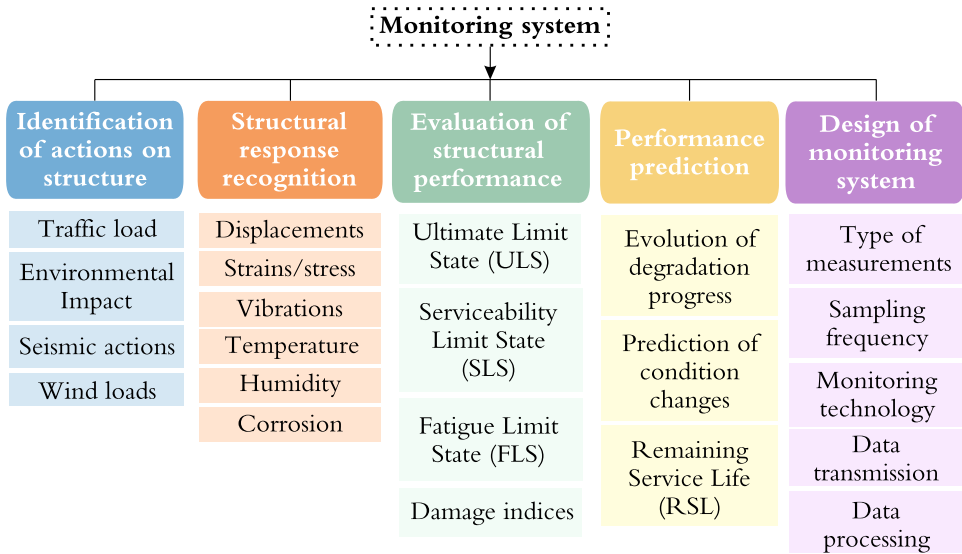 Monitoring system
Identification
of actions on
structure
Traffic load
Environmental
Impact
Seismic actions
Wind loads
Structural
response
recognition
Displacements
Strains/stress
Vibrations
Temperature
Humidity
Corrosion
Evaluation of
structural
performance
Ultimate Limit
State (ULS)
Serviceability
Limit State
(SLS)
Fatigue Limit
State (FLS)
Damage indices
Performance
prediction
Evolution of
degradation
progress
Prediction of
condition
changes
Remaining
Service Life
(RSL)
Design of
monitoring
system
Type of
measurements
Sampling
frequency
Monitoring
technology
Data
transmission
Data
processing